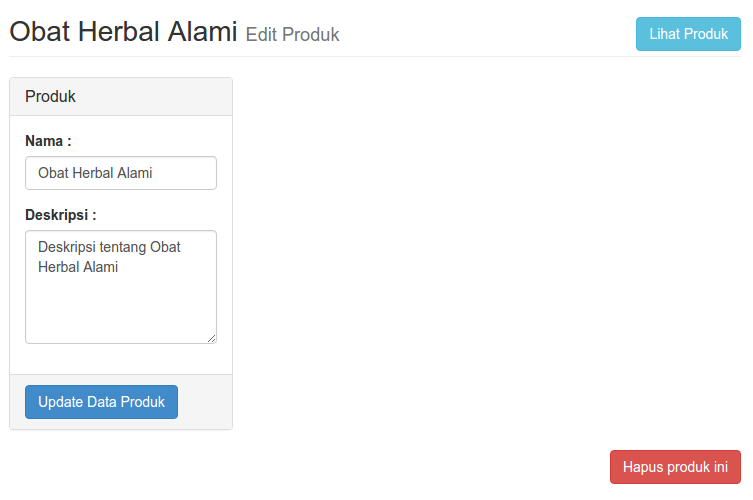 Obat Herbal Alami Edit Produk
Lihat Produk
Produk
Nama :
Obat Herbal Alami
Deskripsi :
Deskripsi tentang Obat
Herbal Alami
Update Data Produk
Hapus produk ini